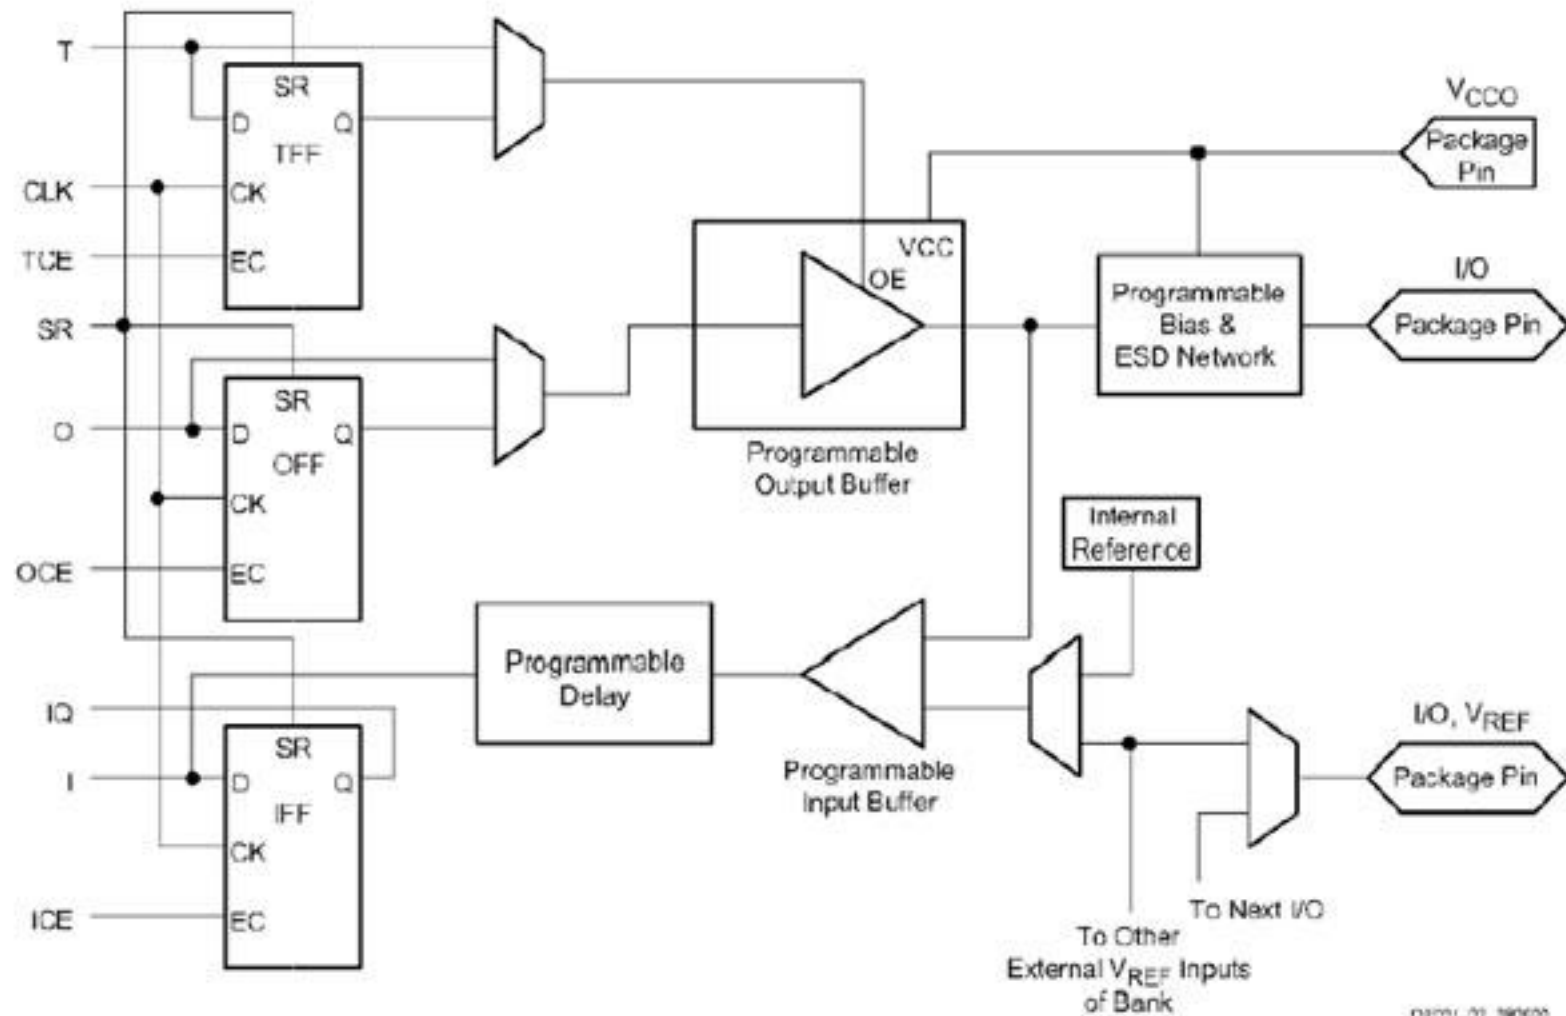 T
SR
D
Q
TFF
CLK
CK
TCE
EC
SR
SR
O
D
Q
OFF
CK
OCE
EC
IQ
SR
I
D
Q
IFF
CK
ICE
EC
VCC
OE
Programmable
Output Buffer
VCCO
Package
Pin
Programmable
Bias &
ESD Network
I/O
Package Pin
Internal
Reference
Programmable
Delay
Programmable
Input Buffer
I/O, VREF
Package Pin
To Next I/O
To Other
External VREF Inputs
of Bank